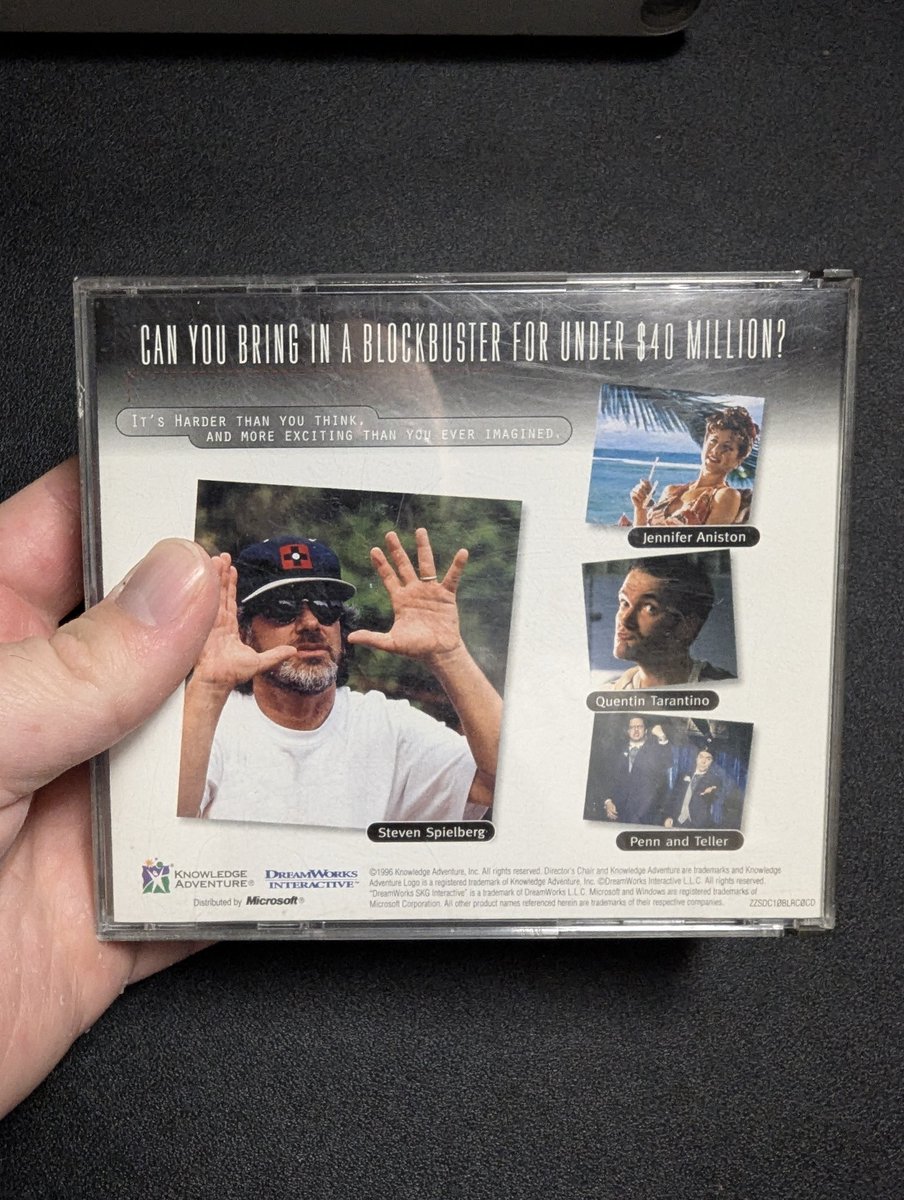 CAN YOU BRING IN A BLOCKBUSTER FOR UNDER $40 MILLION?
IT'S HARDER THAN YOU THINK,
AND MORE EXCITING THAN YOU EVER IMAGINED.
Jennifer Aniston
Quentin Tarantino
Penn and Teller
Steven Spielberg
KNOWLEDGE
ADVENTURE®
DREAMWORKS
INTERACTIVE™
Distributed by Microsoft®
©1996 Knowledge Adventure, Inc. All rights reserved. Director's Chair and Knowledge Adventure are trademarks and Knowledge
Adventure Logo is a registered trademark of Knowledge Adventure, Inc. ©DreamWorks Interactive L.L.C. All rights reserved.
"DreamWorks SKG Interactive" is a trademark of DreamWorks L.L.C. Microsoft and Windows are registered trademarks of
Microsoft Corporation. All other product names referenced herein are trademarks of their respective companies.
ZZSDC10BLRC0CD